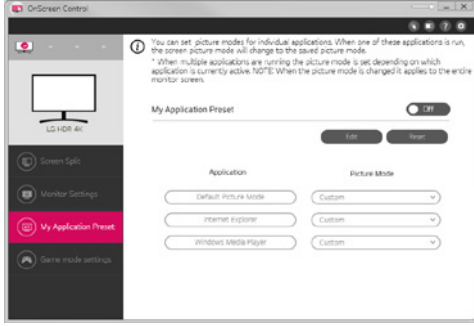 OnScreen Control
You can set picture modes for individual applications. When one of these applications is run,
the screen picture mode will change to the saved picture mode.
* When multiple applications are running the picture mode is set depending on which
application is currently active. NOTE: When the picture mode is changed it applies to the entire
monitor screen.
LG HDR 4K
My Application Preset
Off
Edit
Reset
Screen Split
Monitor Settings
My Application Preset
Game mode settings
Application
Picture Mode
Default Picture Mode
Custom
Internet Explorer
Custom
Windows Media Player
Custom